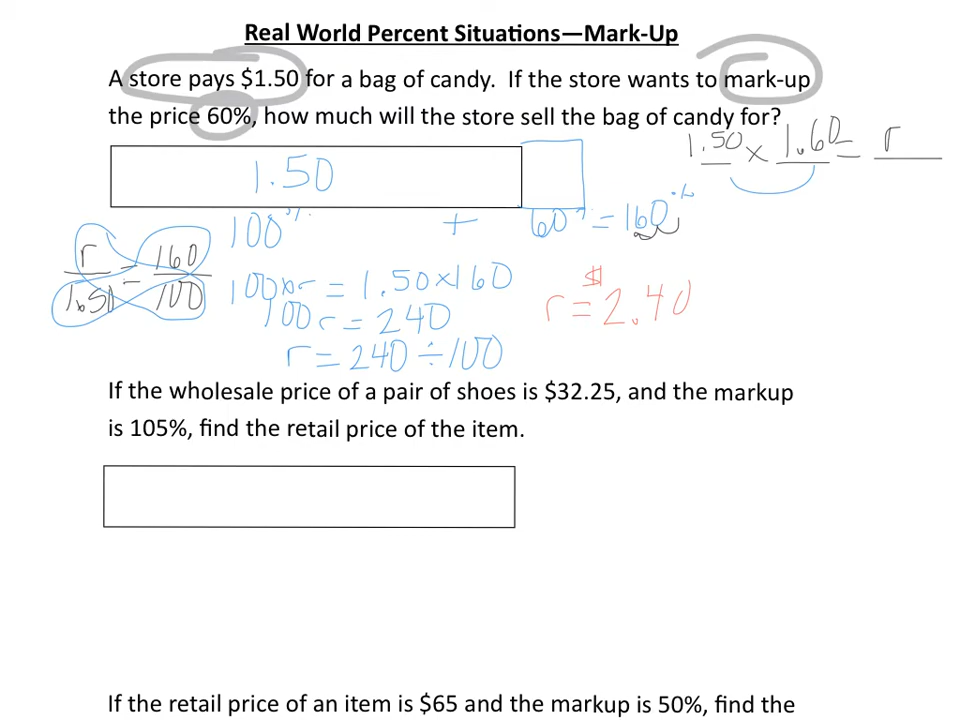 Real World Percent Situations—Mark-Up
A store pays $1.50 for a bag of candy. If the store wants to mark-up
the price 60%, how much will the store sell the bag of candy for?
1.50 x 1.60 = r
1.50
100% + 60% = 160%
r/1.50 = 160/100
100xr = 1.50x160
100r = 240
r = 240 ÷ 100
r = $2.40
If the wholesale price of a pair of shoes is $32.25, and the markup
is 105%, find the retail price of the item.
If the retail price of an item is $65 and the markup is 50%, find the